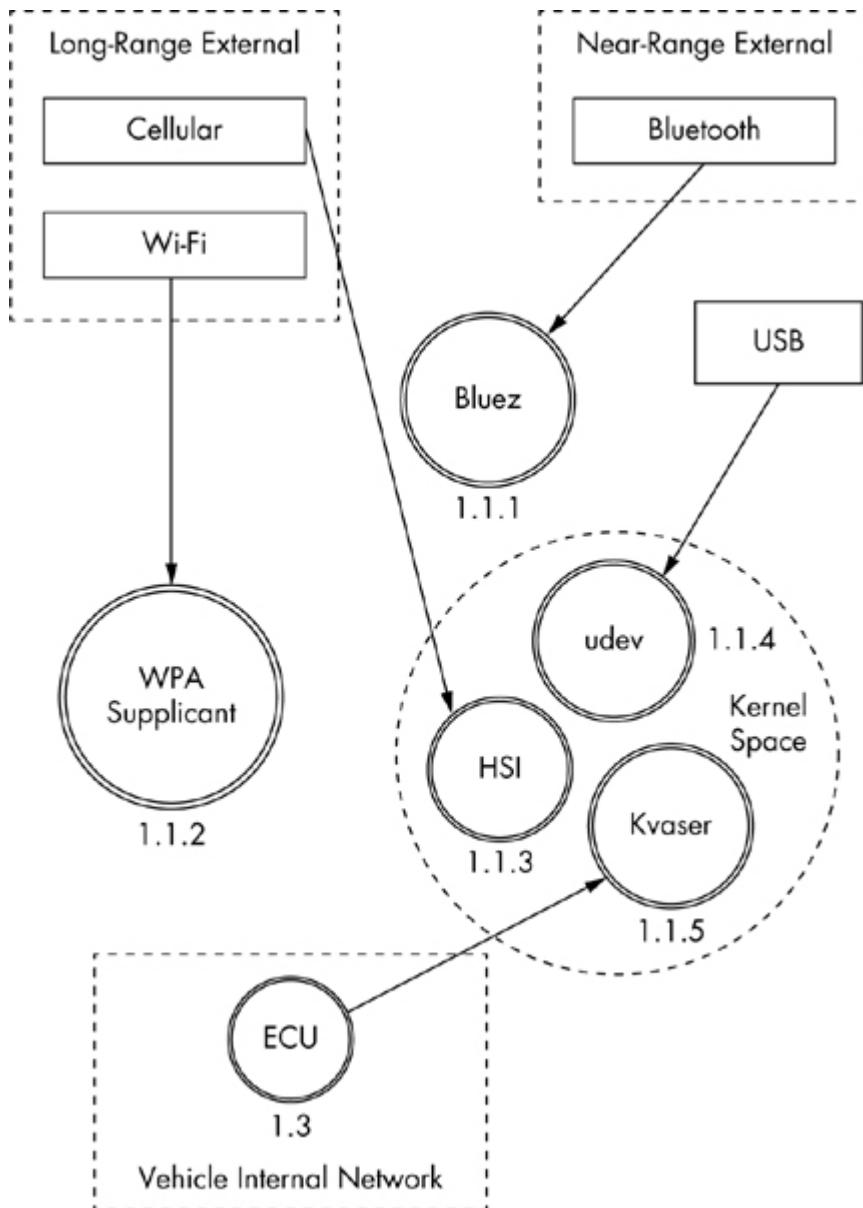 Long-Range External
Cellular
Wi-Fi
Near-Range External
Bluetooth
USB
Bluez
1.1.1
udev
1.1.4
WPA
Supplicant
1.1.2
Kernel
Space
HSI
1.1.3
Kvaser
1.1.5
ECU
1.3
Vehicle Internal Network